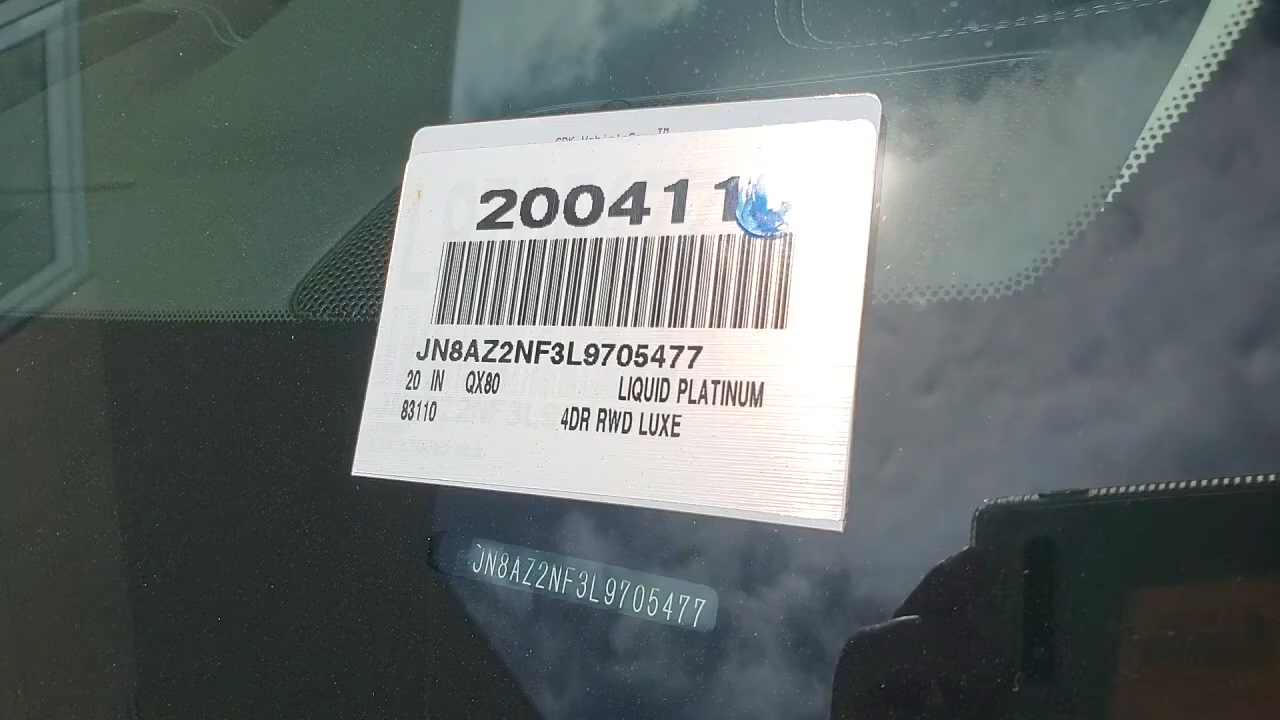 200411
JN8AZ2NF3L9705477
20 IN QX80 LIQUID PLATINUM
83110 4DR RWD LUXE
JN8AZ2NF3L9705477